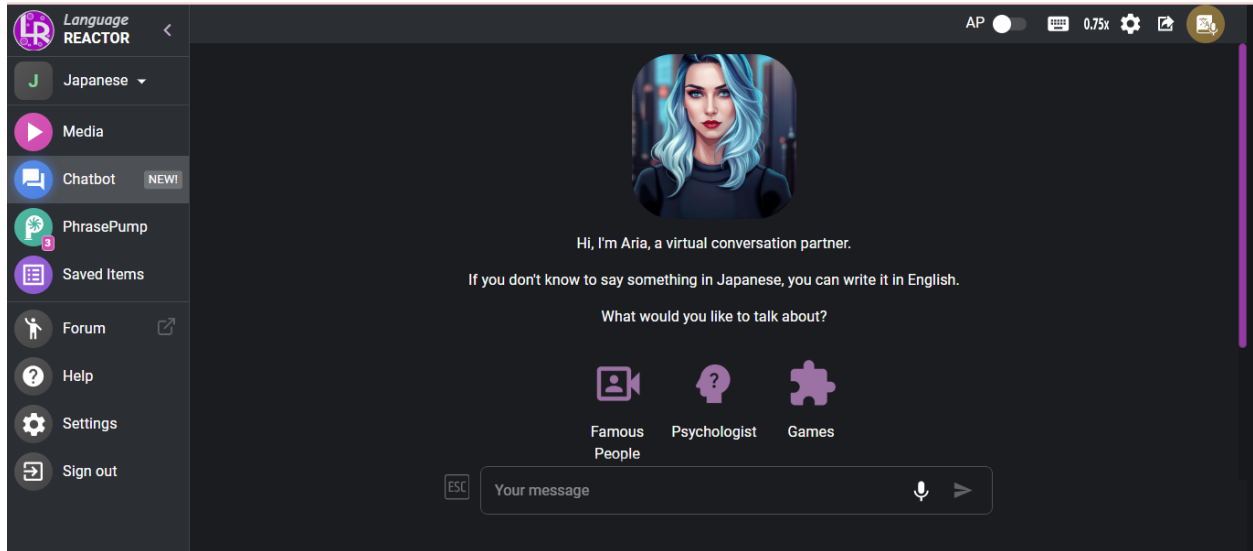 Language
REACTOR
J
Japanese
Media
Chatbot NEW!
PhrasePump
3
Saved Items
Forum
Help
Settings
Sign out
AP 0.75x
Hi, I'm Aria, a virtual conversation partner.
If you don't know to say something in Japanese, you can write it in English.
What would you like to talk about?
Famous
People
Psychologist
Games
ESC
Your message